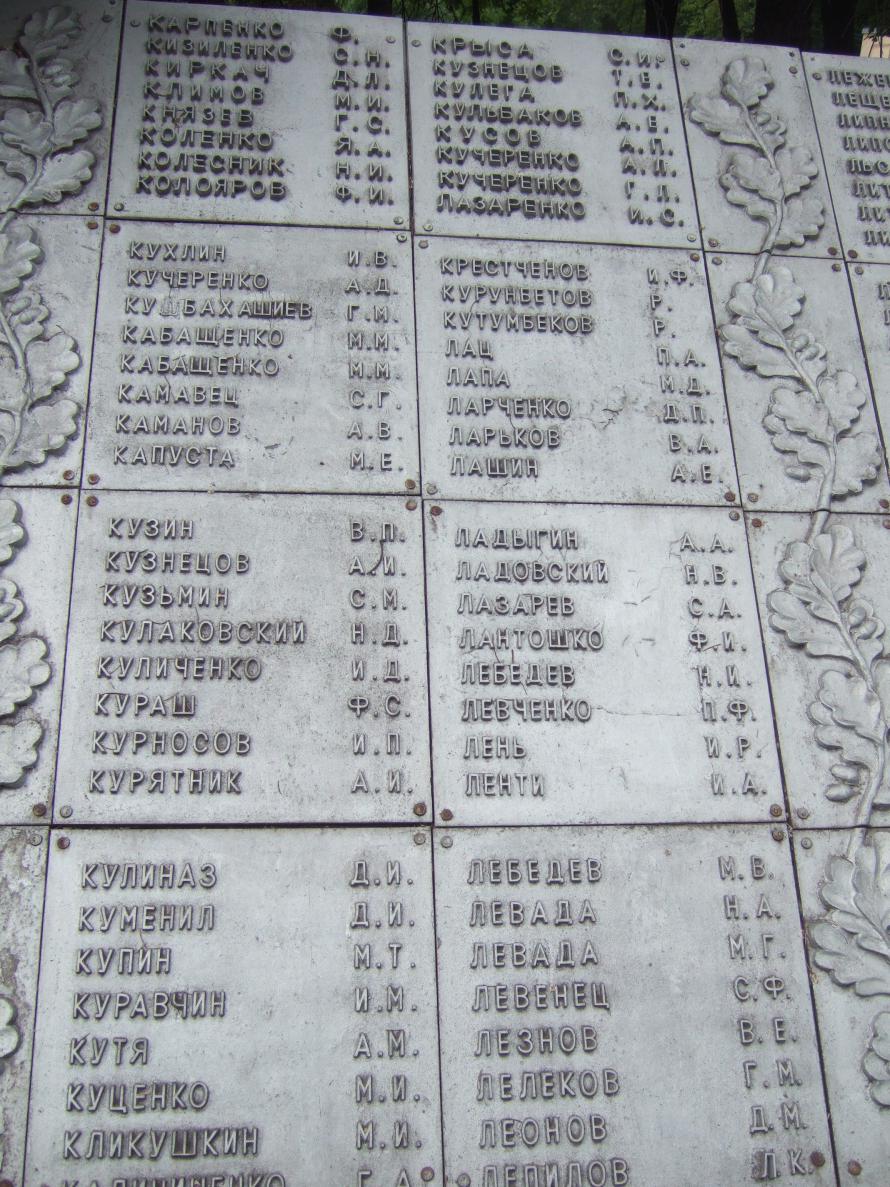 КАРПЕНКО Ф.
КИЗИЛЕНКО С.Н.
КИРКАЧ Д.Л.
КЛИМОВ М.И.
КНЯЗЕВ Г.С.
КОЛЕНКО Я.А.
КОЛЕСНИК Н.И.
КОЛОЯРОВ Ф.И.
КУХЛИН И.В.
КУЧЕРЕНКО А.Д.
КУШБАХАШИЕВ Г.М.
КАБАЩЕНКО М.М.
КАБАЩЕНКО М.М.
КАМАВЕЦ С.Г.
КАМАНОВ А.В.
КАПУСТА М.Е.
КУЗИН В.П.
КУЗНЕЦОВ А.И.
КУЗЬМИН С.М.
КУЛАКОВСКИЙ Н.Д.
КУЛИЧЕНКО И.Д.
КУРАШ Ф.С.
КУРНОСОВ И.П.
КУРЯТНИК А.И.
КУЛИНАЗ Д.И.
КУМЕНИЛ Д.И.
КУПИН М.Т.
КУРАВЧИН И.М.
КУТЯ А.М.
КУЩЕНКО М.И.
КЛИКУШКИН М.И.
КАЛИНИЧЕНКО Г.А.
КРЫСА С.И.
КУЗНЕЦОВ Т.Е.
КУЛЕГА П.Х.
КУЛЬБАКОВ А.Е.
КУСОВ А.П.
КУЧЕРЕНКО А.П.
КУЧЕРЕНКО Г.П.
ЛАЗАРЕНКО И.С.
КРЕСТЧЕНОВ И.Ф.
КУРУНБЕТОВ Р.
КУТУМБЕКОВ Р.
ЛАЦ П.А.
ЛАПА М.Д.
ЛАРЧЕНКО Д.П.
ЛАРЬКОВ В.А.
ЛАШИН А.Е.
ЛАДЫГИН А.А.
ЛАДОВСКИЙ Н.В.
ЛАЗАРЕВ С.А.
ЛАНТОШКО Ф.И.
ЛЕБЕДЕВ Н.И.
ЛЕВЧЕНКО П.Ф.
ЛЕНЬ И.Р.
ЛЕНТИ И.А.
ЛЕБЕДЕВ М.В.
ЛЕВАДА Н.А.
ЛЕВАДА М.Г.
ЛЕВЕНЕЦ С.Ф.
ЛЕЗНОВ В.Е.
ЛЕЛЕКОВ Г.М.
ЛЕОНОВ Д.М.
ЛЕПИЛОВ Л.К.